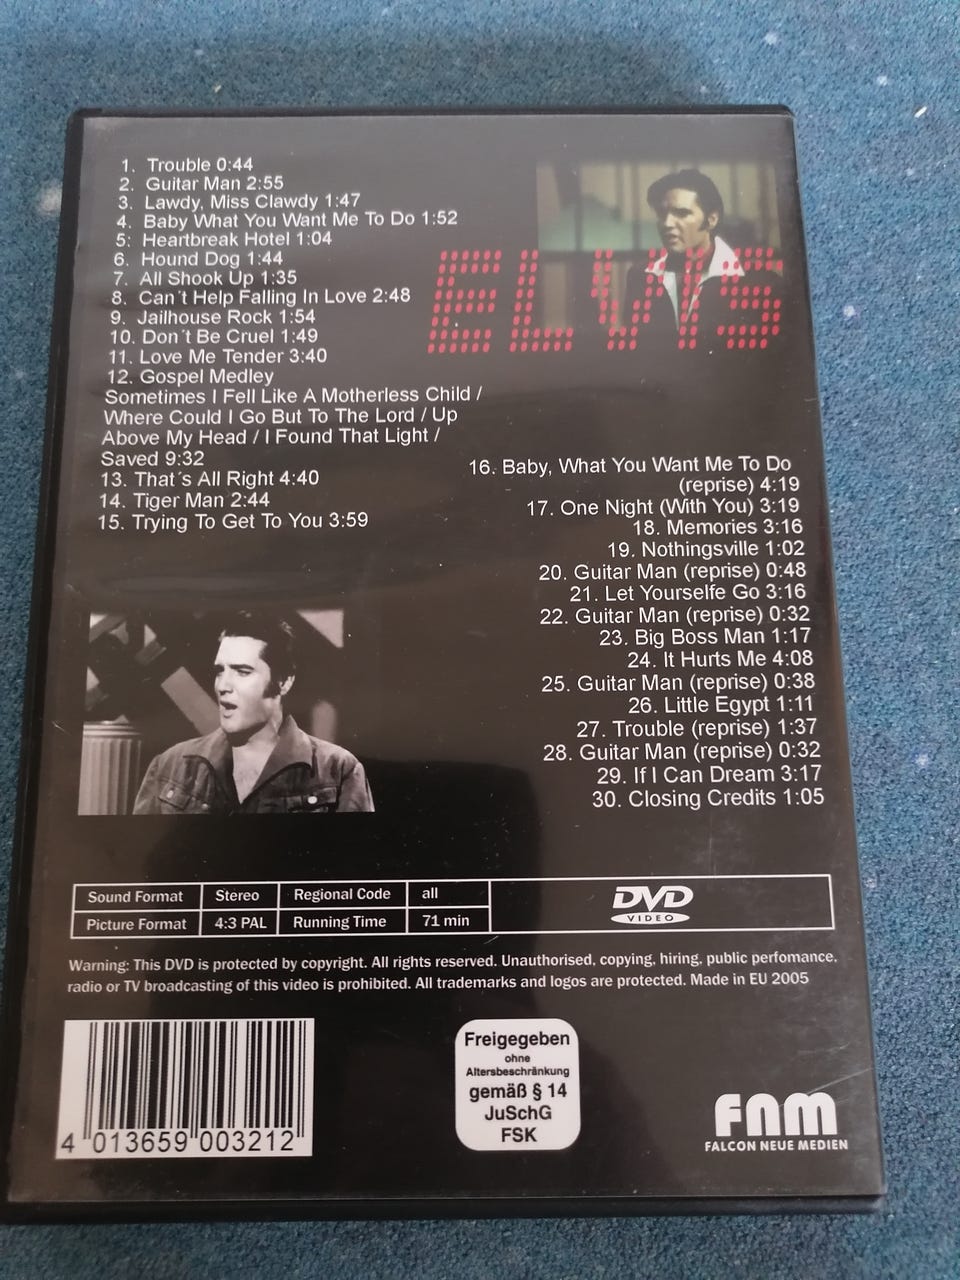 1. Trouble 0:44
2. Guitar Man 2:55
3. Lawdy, Miss Clawdy 1:47
4. Baby What You Want Me To Do 1:52
5: Heartbreak Hotel 1:04
6. Hound Dog 1:44
7. All Shook Up 1:35
8. Can´t Help Falling In Love 2:48
9. Jailhouse Rock 1:54
10. Don´t Be Cruel 1:49
11. Love Me Tender 3:40
12. Gospel Medley
Sometimes I Fell Like A Motherless Child /
Where Could I Go But To The Lord / Up
Above My Head / I Found That Light /
Saved 9:32
13. That´s All Right 4:40
14. Tiger Man 2:44
15. Trying To Get To You 3:59
ELVIS
16. Baby, What You Want Me To Do
(reprise) 4:19
17. One Night (With You) 3:19
18. Memories 3:16
19. Nothingsville 1:02
20. Guitar Man (reprise) 0:48
21. Let Yourselfe Go 3:16
22. Guitar Man (reprise) 0:32
23. Big Boss Man 1:17
24. It Hurts Me 4:08
25. Guitar Man (reprise) 0:38
26. Little Egypt 1:11
27. Trouble (reprise) 1:37
28. Guitar Man (reprise) 0:32
29. If I Can Dream 3:17
30. Closing Credits 1:05
Sound Format Stereo Regional Code all
Picture Format 4:3 PAL Running Time 71 min
DVD
VIDEO
Warning: This DVD is protected by copyright. All rights reserved. Unauthorised, copying, hiring, public perfomance,
radio or TV broadcasting of this video is prohibited. All trademarks and logos are protected. Made in EU 2005
4 013659 003212
Freigegeben
ohne
Altersbeschränkung
gemäß § 14
JuSchG
FSK
fnm
FALCON NEUE MEDIEN